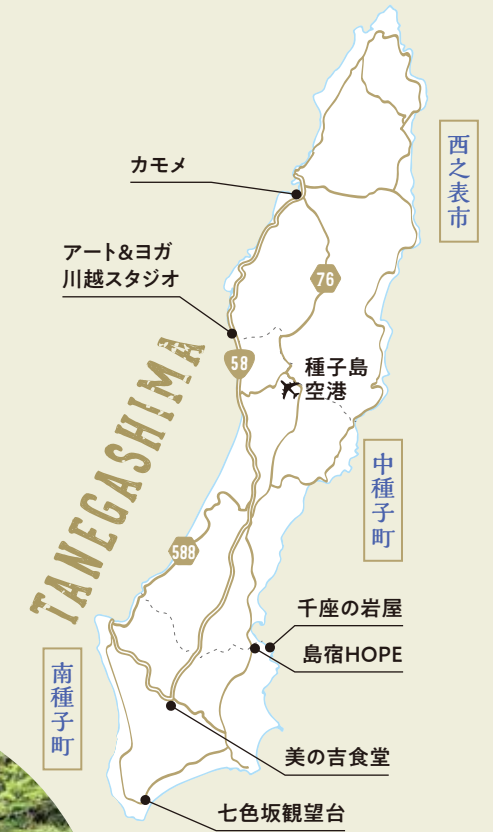 西之表市
カモメ
アート&ヨガ
川越スタジオ
76
58
種子島
空港
TANEGASHIMA
中種子町
588
千座の岩屋
島宿HOPE
南種子町
美の吉食堂
七色坂観望台